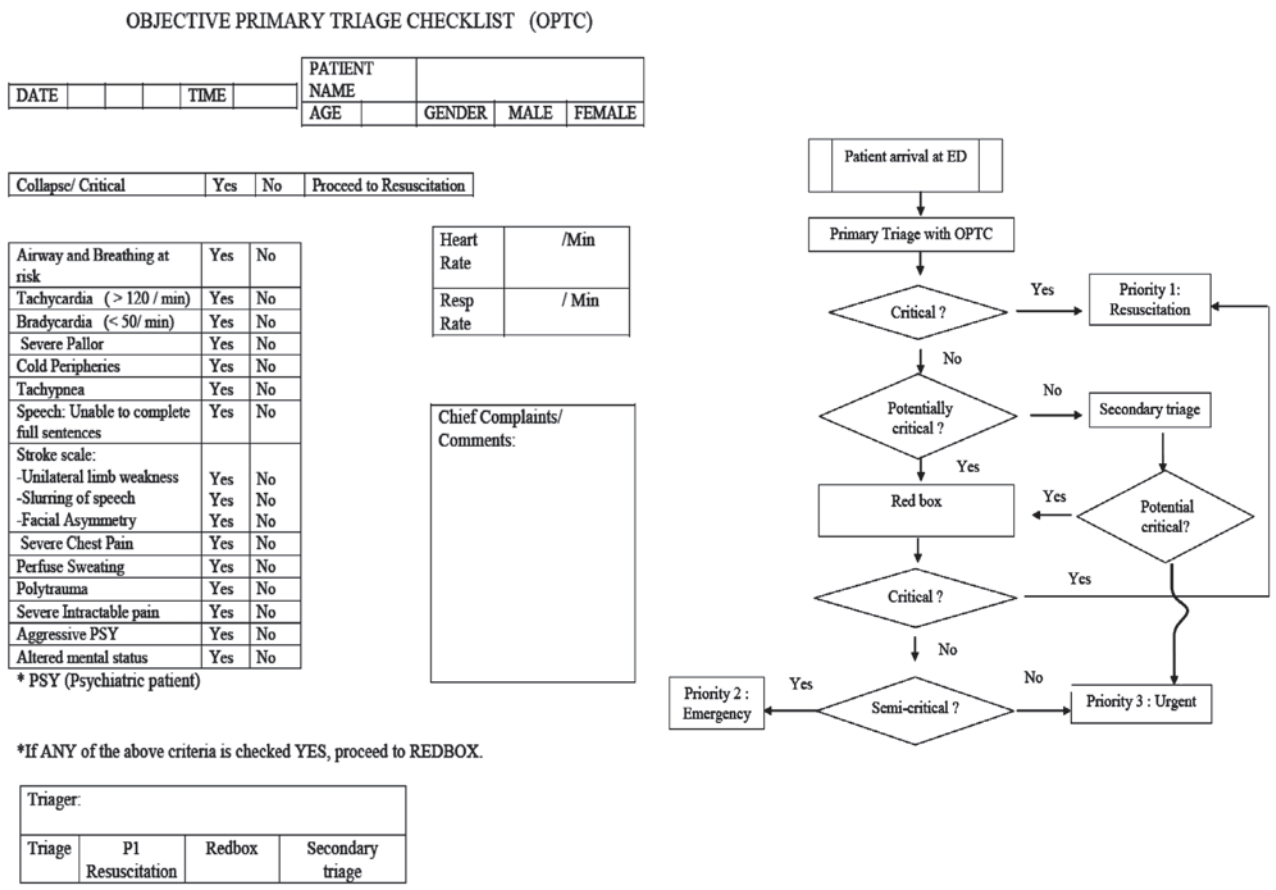 OBJECTIVE PRIMARY TRIAGE CHECKLIST (OPTC)
DATE TIME
PATIENT
NAME
AGE GENDER MALE FEMALE
Collapse/ Critical Yes No Proceed to Resuscitation
Airway and Breathing at Yes No
risk
Tachycardia ( > 120 / min) Yes No
Bradycardia (< 50/ min) Yes No
Severe Pallor Yes No
Cold Peripheries Yes No
Tachypnea Yes No
Speech: Unable to complete Yes No
full sentences
Stroke scale:
-Unilateral limb weakness Yes No
-Slurring of speech Yes No
-Facial Asymmetry Yes No
Severe Chest Pain Yes No
Perfuse Sweating Yes No
Polytrauma Yes No
Severe Intractable pain Yes No
Aggressive PSY Yes No
Altered mental status Yes No
* PSY (Psychiatric patient)
Heart /Min
Rate
Resp / Min
Rate
Chief Complaints/
Comments:
*If ANY of the above criteria is checked YES, proceed to REDBOX.
Triager:
Triage P1 Redbox Secondary
Resuscitation triage
Patient arrival at ED
Primary Triage with OPTC
Critical ?
Yes
Priority 1:
Resuscitation
No
Potentially
critical ?
No
Secondary triage
Yes
Red box
Yes
Potential
critical?
Critical ?
Yes
No
Semi-critical ?
Yes
Priority 2 :
Emergency
No
Priority 3 : Urgent